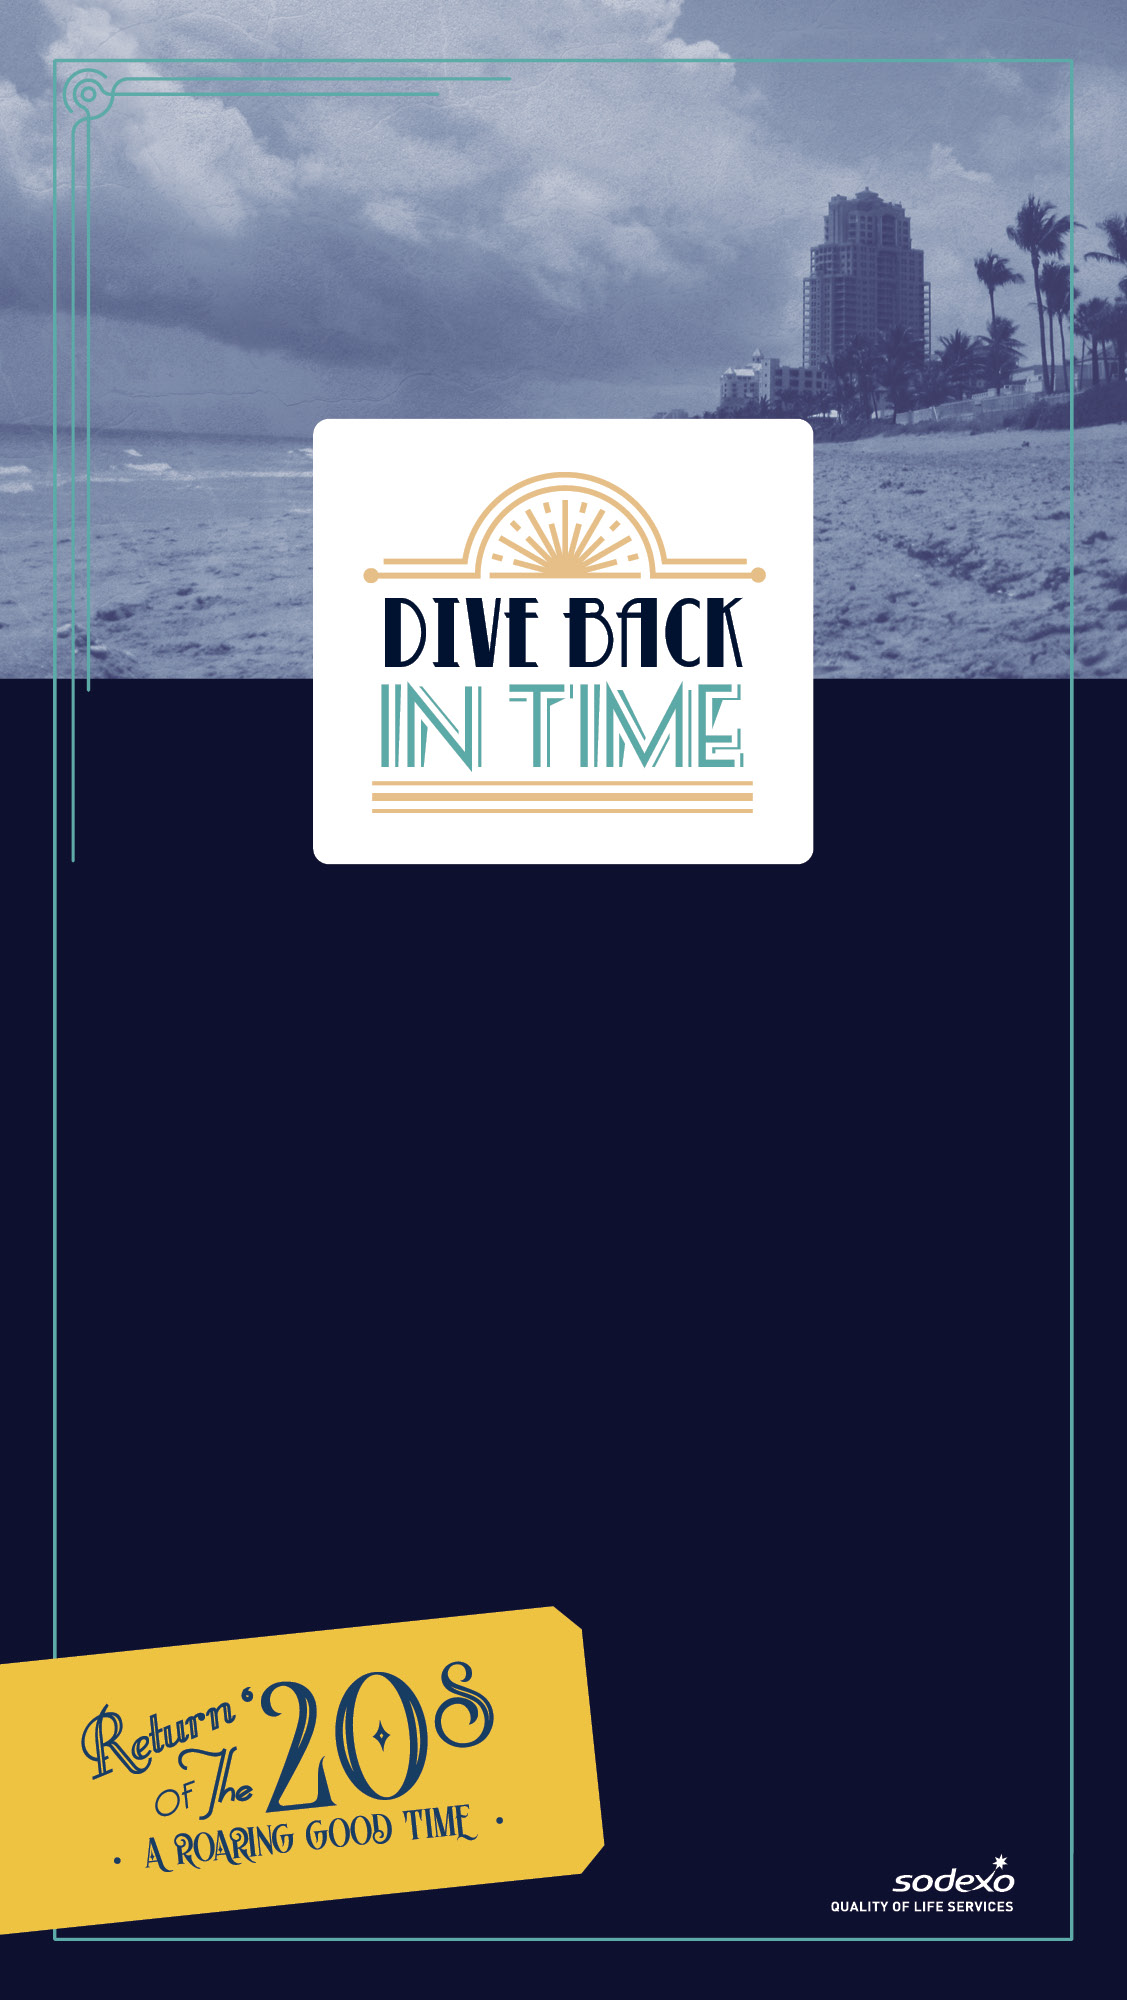 DIVE BACK
IN TIME
Return
OF The '20s
· A ROARING GOOD TIME ·
sodexo
QUALITY OF LIFE SERVICES